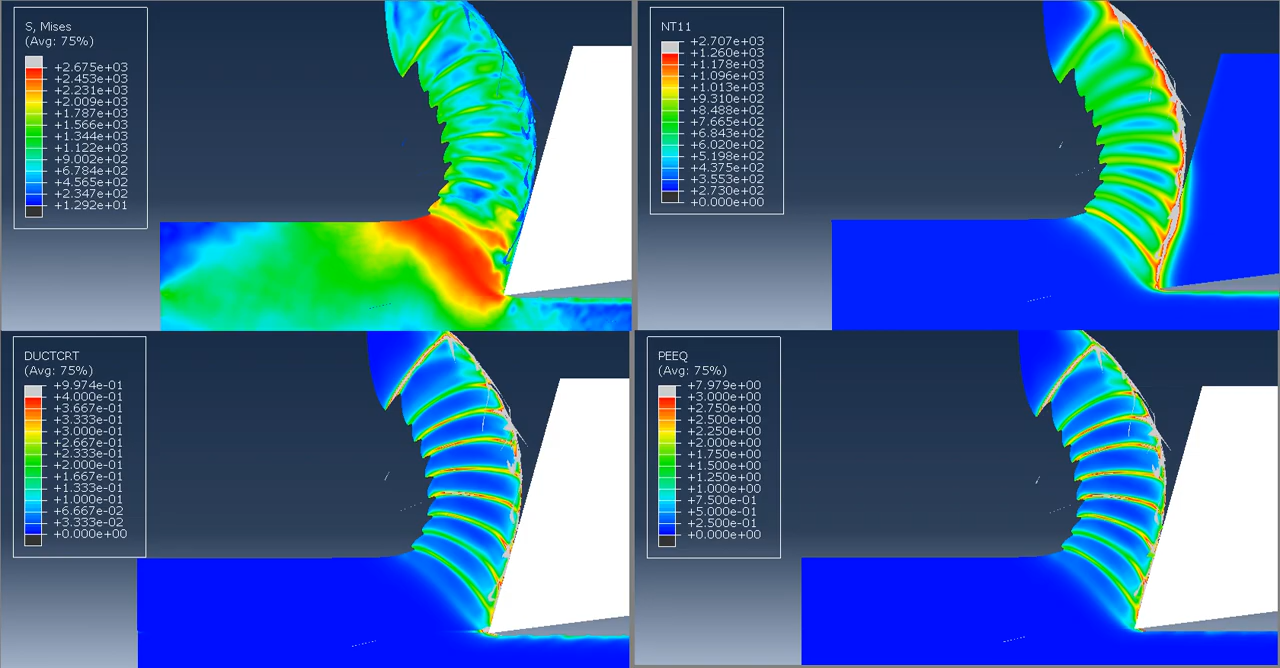 S, Mises
(Avg: 75%)
+2.675e+03
+2.453e+03
+2.231e+03
+2.009e+03
+1.787e+03
+1.566e+03
+1.344e+03
+1.122e+03
+9.002e+02
+6.784e+02
+4.565e+02
+2.347e+02
+1.292e+01
NT11
+2.707e+03
+1.260e+03
+1.178e+03
+1.096e+03
+1.013e+03
+9.310e+02
+8.488e+02
+7.665e+02
+6.843e+02
+6.020e+02
+5.198e+02
+4.375e+02
+3.553e+02
+2.730e+02
+0.000e+00
DUCTCRT
(Avg: 75%)
+9.974e-01
+4.000e-01
+3.667e-01
+3.333e-01
+3.000e-01
+2.667e-01
+2.333e-01
+2.000e-01
+1.667e-01
+1.333e-01
+1.000e-01
+6.667e-02
+3.333e-02
+0.000e+00
PEEQ
(Avg: 75%)
+7.979e+00
+3.000e+00
+2.750e+00
+2.500e+00
+2.250e+00
+2.000e+00
+1.750e+00
+1.500e+00
+1.250e+00
+1.000e+00
+7.500e-01
+5.000e-01
+2.500e-01
+0.000e+00